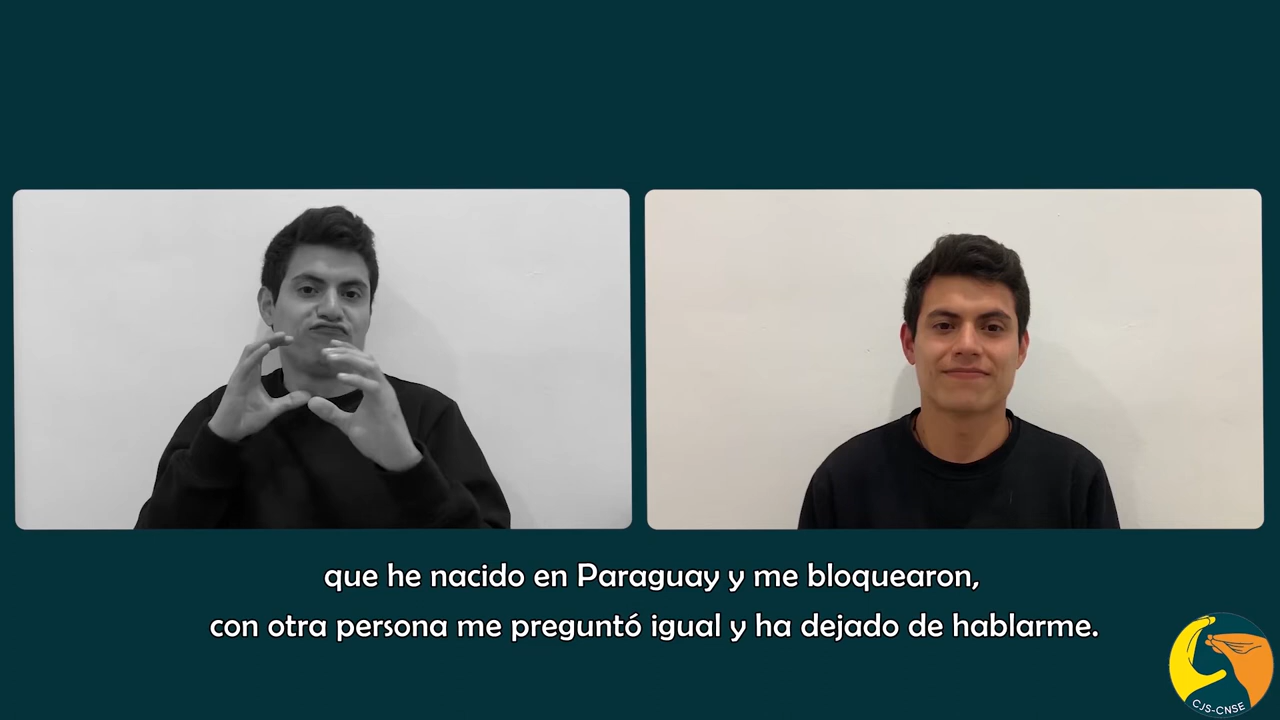 que he nacido en Paraguay y me bloquearon,
con otra persona me preguntó igual y ha dejado de hablarme.
CJS-CNSE